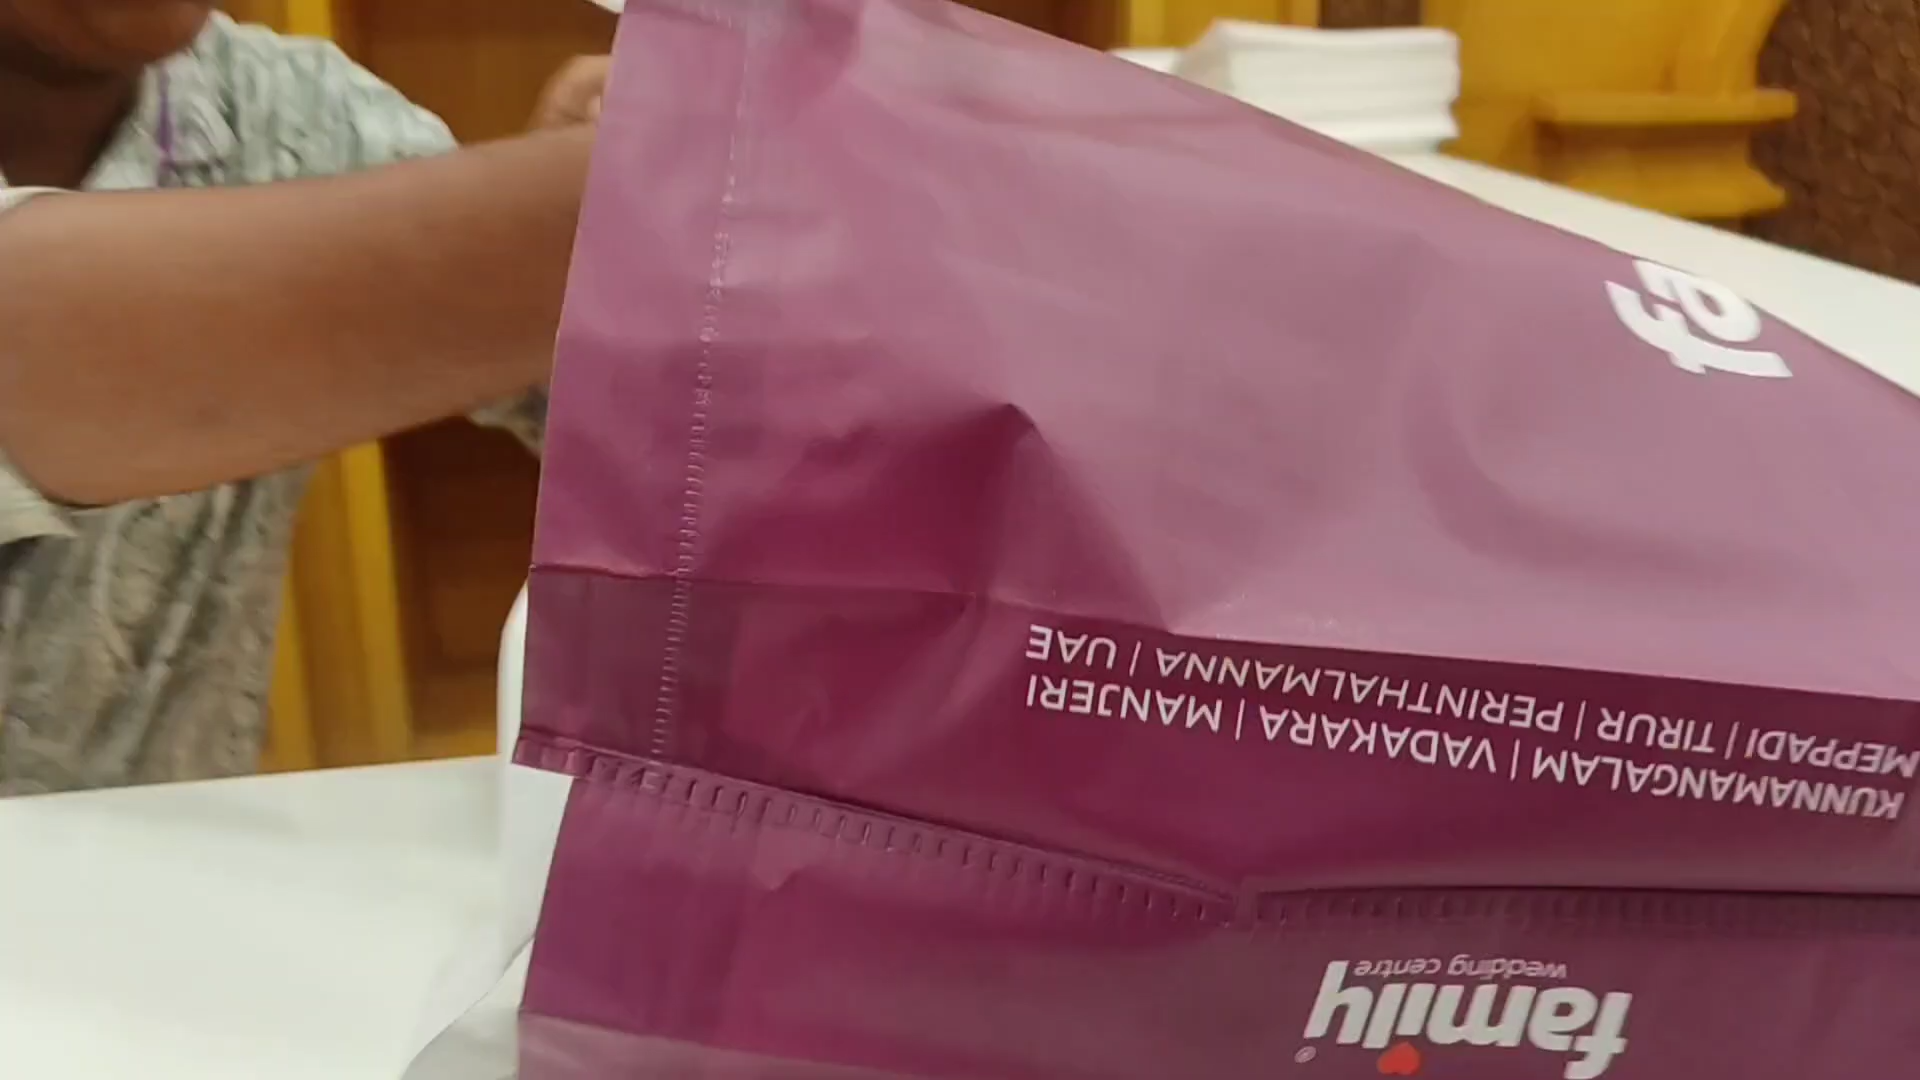 KUNNAMANGALAM | VADAKARA | MANJERI
MEPPADI | TIRUR | PERINTHALMANNA | UAE
family
wedding centre